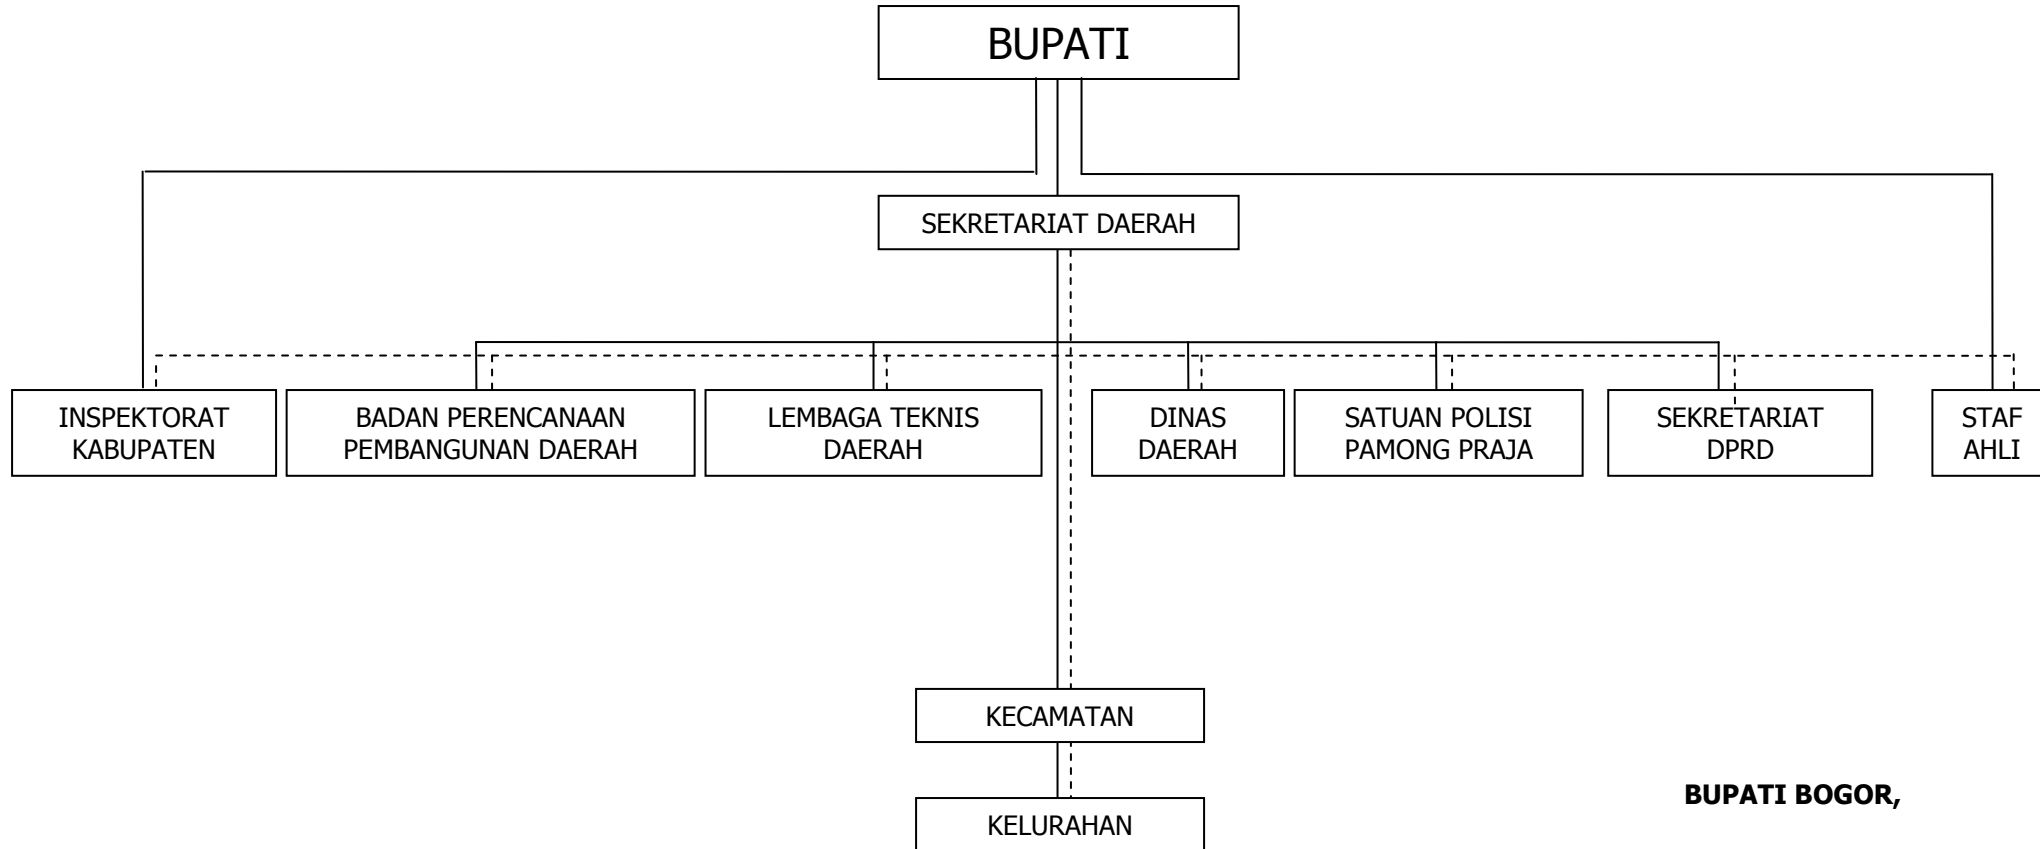 BUPATI
SEKRETARIAT DAERAH
INSPEKTORAT
KABUPATEN
BADAN PERENCANAAN
PEMBANGUNAN DAERAH
LEMBAGA TEKNIS
DAERAH
DINAS
DAERAH
SATUAN POLISI
PAMONG PRAJA
SEKRETARIAT
DPRD
STAF
AHLI
KECAMATAN
BUPATI BOGOR,
KELURAHAN